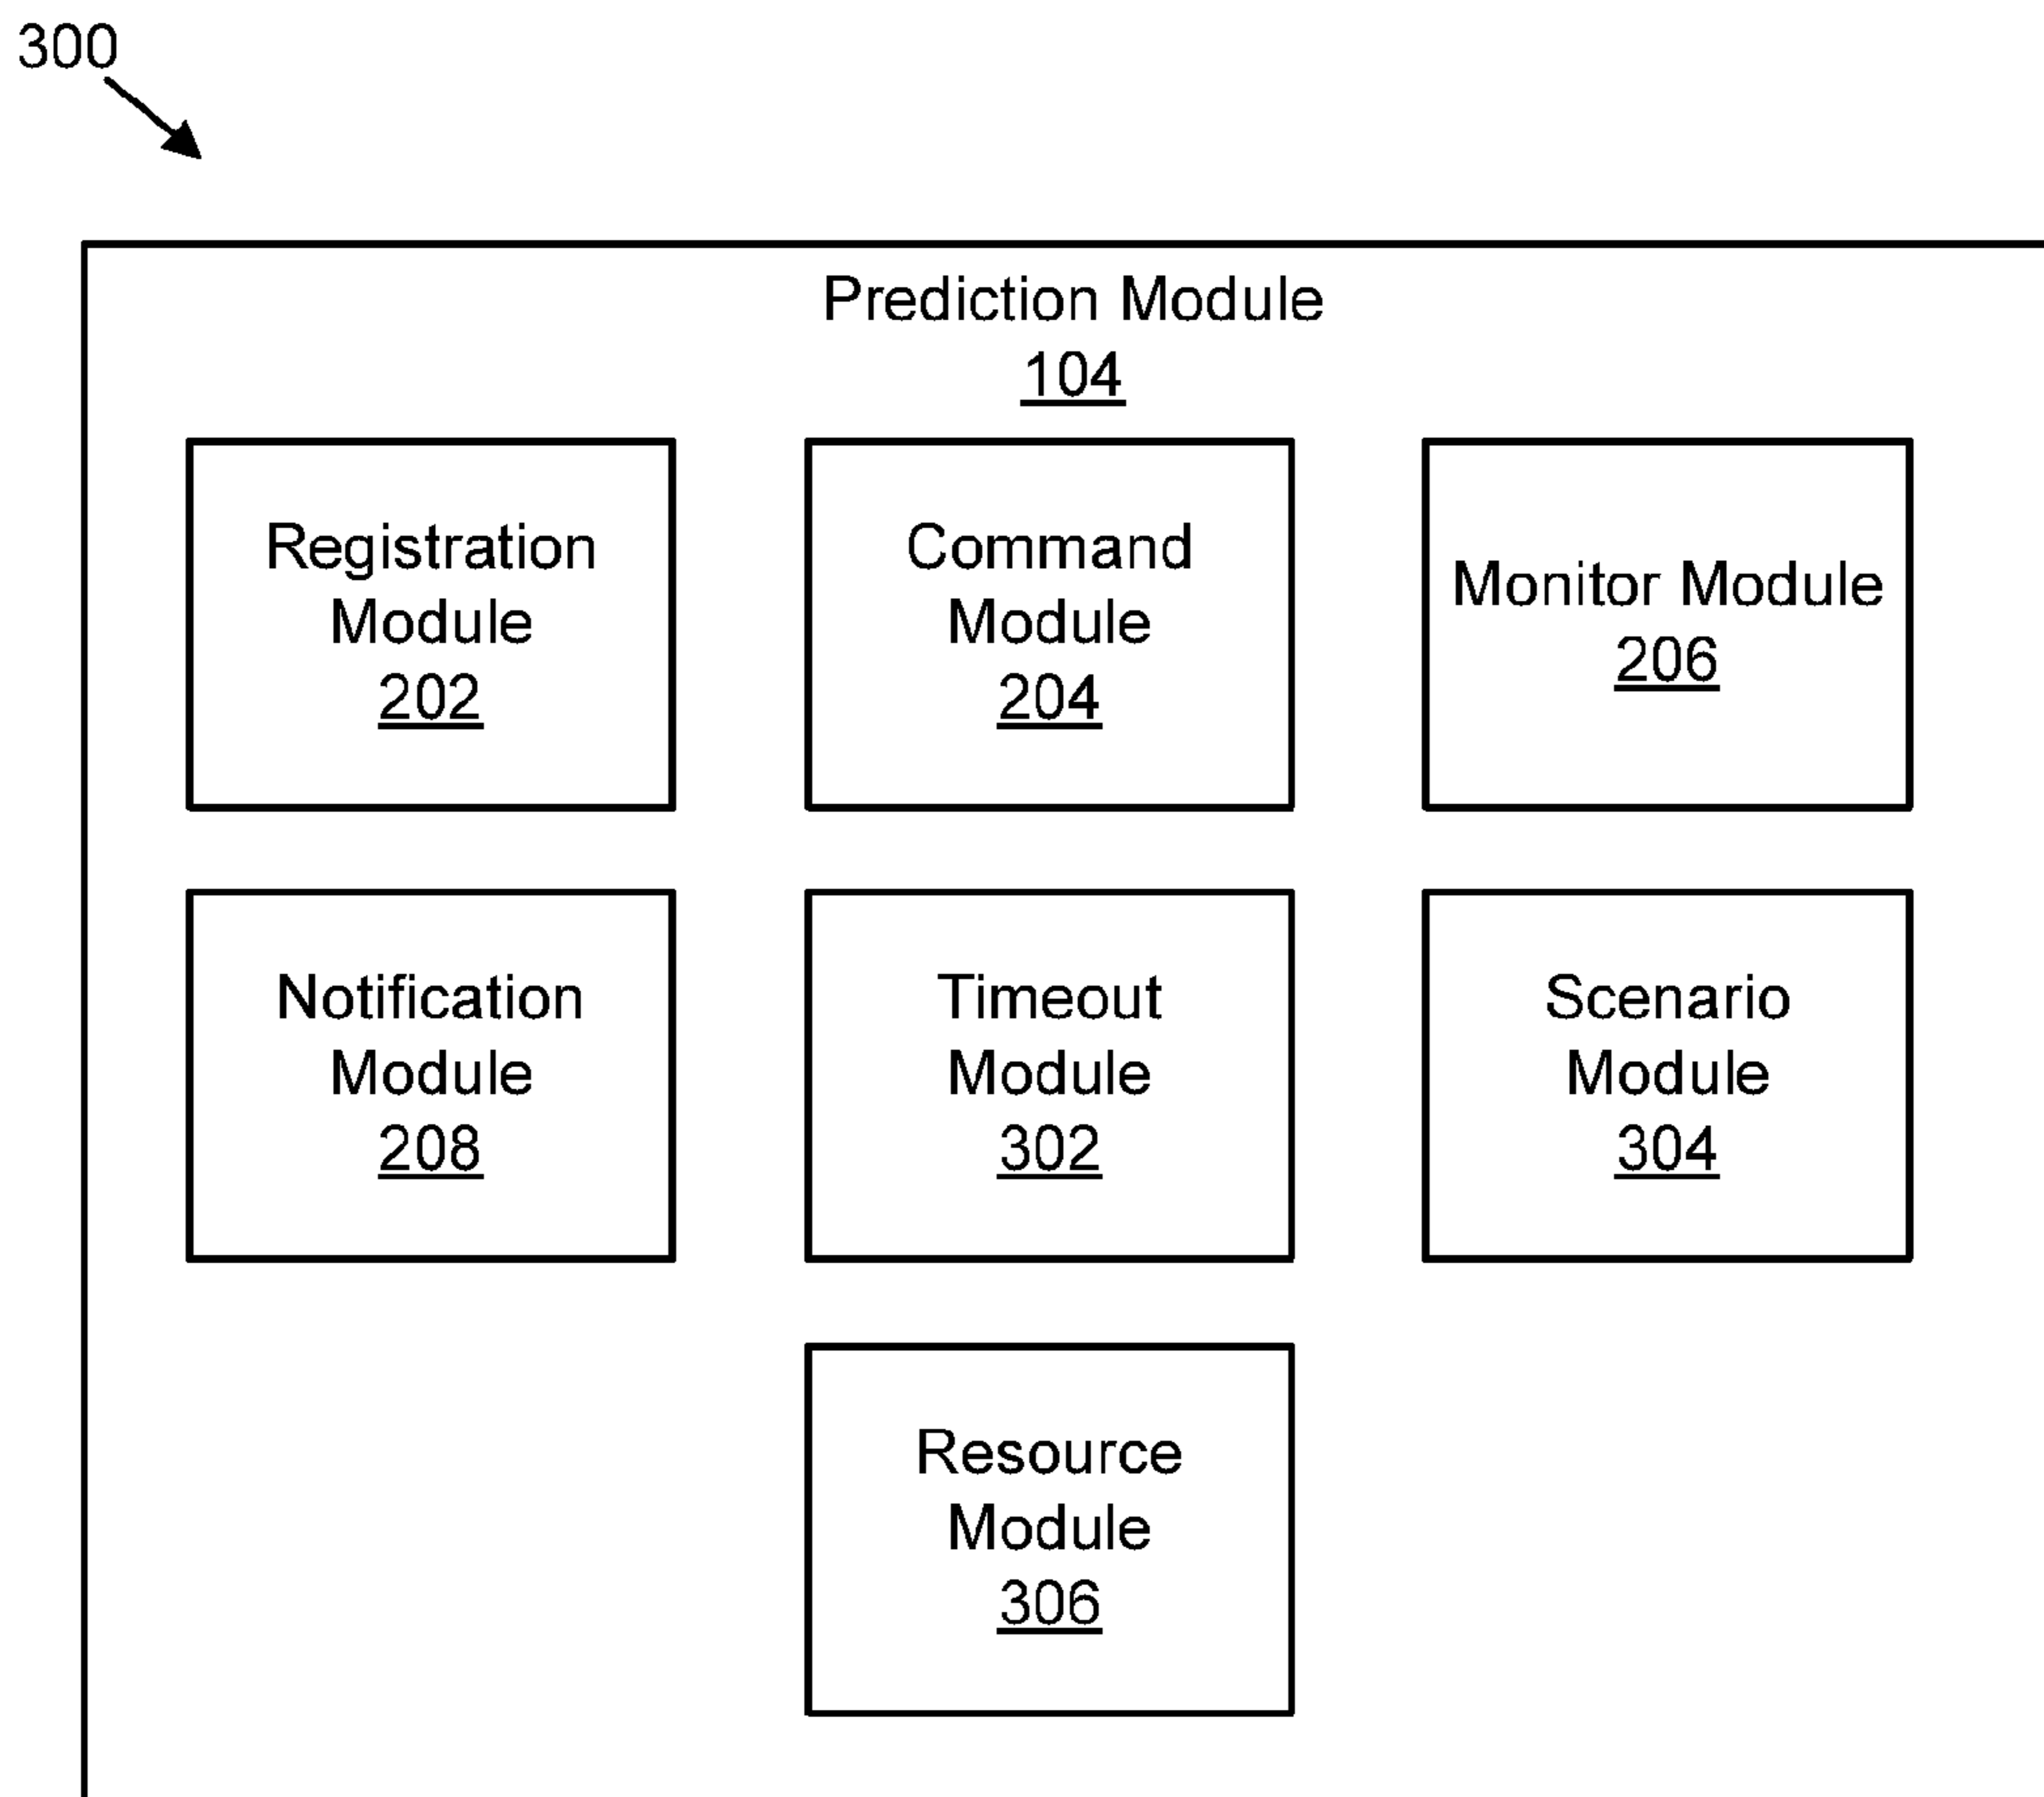 300
Prediction Module
104
Registration
Module
202
Command
Module
204
Monitor Module
206
Notification
Module
208
Timeout
Module
302
Scenario
Module
304
Resource
Module
306